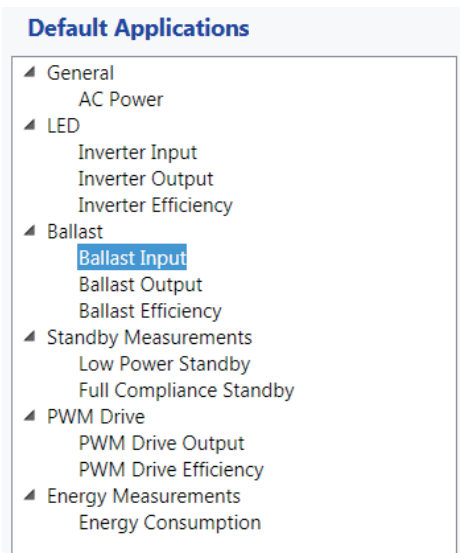 Default Applications
General
AC Power
LED
Inverter Input
Inverter Output
Inverter Efficiency
Ballast
Ballast Input
Ballast Output
Ballast Efficiency
Standby Measurements
Low Power Standby
Full Compliance Standby
PWM Drive
PWM Drive Output
PWM Drive Efficiency
Energy Measurements
Energy Consumption